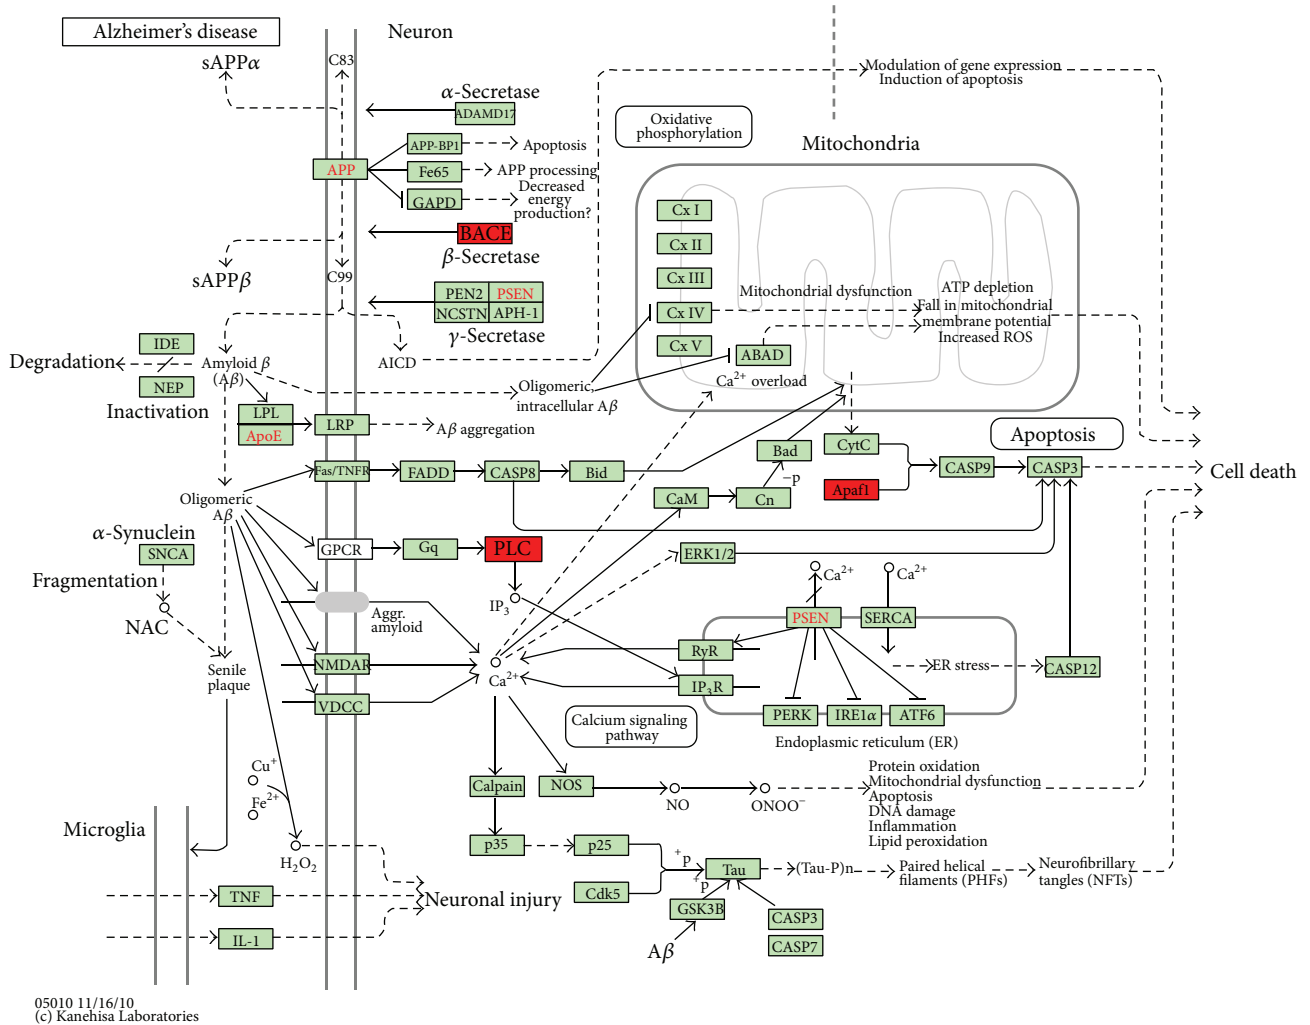 Alzheimer's disease
Neuron
sAPPα
C83
Modulation of gene expression
Induction of apoptosis
α-Secretase
ADAMD17
Oxidative
phosphorylation
Mitochondria
APP-BP1
Apoptosis
APP
Fe65
APP processing
GAPD
Decreased
energy
production?
BACE
β-Secretase
sAPPβ
C99
Cx I
Cx II
Cx III
Cx IV
Cx V
PEN2
PSEN
NCSTN
APH-1
γ-Secretase
Mitochondrial dysfunction
ATP depletion
Fall in mitochondrial
membrane potential
Increased ROS
ABAD
Ca2+ overload
IDE
Degradation
NEP
Inactivation
Amyloid β
(Aβ)
AICD
Oligomeric,
intracellular Aβ
LPL
ApoE
LRP
Aβ aggregation
Fas/TNFR
FADD
CASP8
Bid
Bad
−p
CytC
Apaf1
Apoptosis
CASP9
CASP3
Cell death
CaM
Cn
Oligomeric
Aβ
α-Synuclein
SNCA
Fragmentation
NAC
GPCR
Gq
PLC
IP3
ERK1/2
Ca2+
Ca2+
PSEN
SERCA
Aggr.
amyloid
Senile
plaque
NMDAR
VDCC
Ca2+
RyR
IP3R
ER stress
CASP12
PERK
IRE1α
ATF6
Endoplasmic reticulum (ER)
Calcium signaling
pathway
Cu+
Fe2+
H2O2
Calpain
NOS
NO
ONOO−
Protein oxidation
Mitochondrial dysfunction
Apoptosis
DNA damage
Inflammation
Lipid peroxidation
Microglia
p35
p25
Cdk5
+p
+p
Tau
(Tau-P)n
Paired helical
filaments (PHFs)
Neurofibrillary
tangles (NFTs)
GSK3B
Aβ
CASP3
CASP7
TNF
IL-1
Neuronal injury
05010 11/16/10
(c) Kanehisa Laboratories